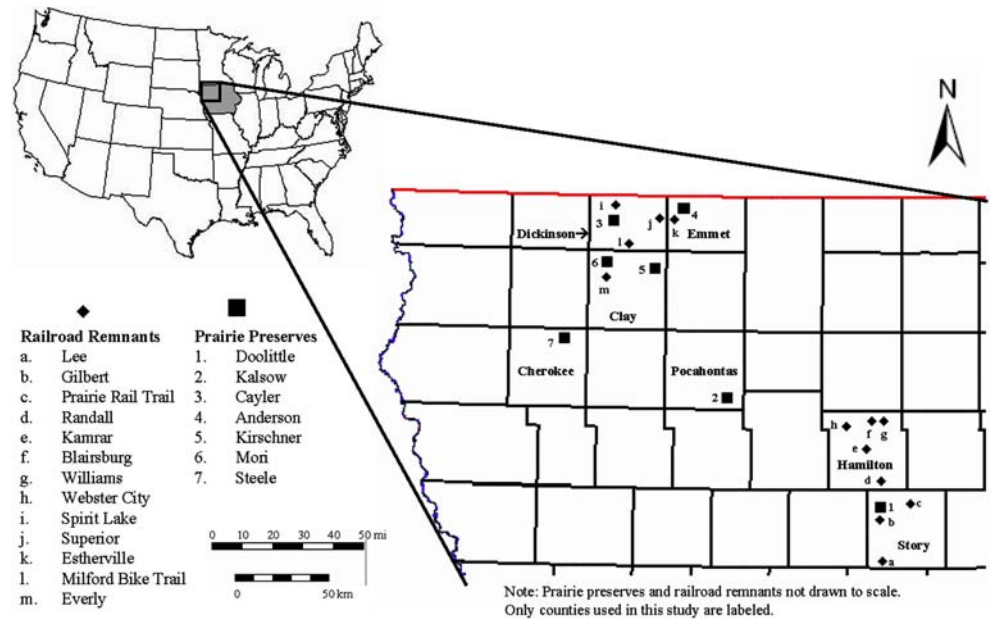 N
i
3
j
4
k
Dickinson→
Emmet
l
6
5
m
Clay
7
Cherokee
Pocahontas
2
h
f
g
e
Hamilton
d
1
c
b
Story
a
Railroad Remnants
a. Lee
b. Gilbert
c. Prairie Rail Trail
d. Randall
e. Kamrar
f. Blairsburg
g. Williams
h. Webster City
i. Spirit Lake
j. Superior
k. Estherville
l. Milford Bike Trail
m. Everly
Prairie Preserves
1. Doolittle
2. Kalsow
3. Cayler
4. Anderson
5. Kirschner
6. Mori
7. Steele
0 10 20 30 40 50 mi
0 50 km
Note: Prairie preserves and railroad remnants not drawn to scale.
Only counties used in this study are labeled.